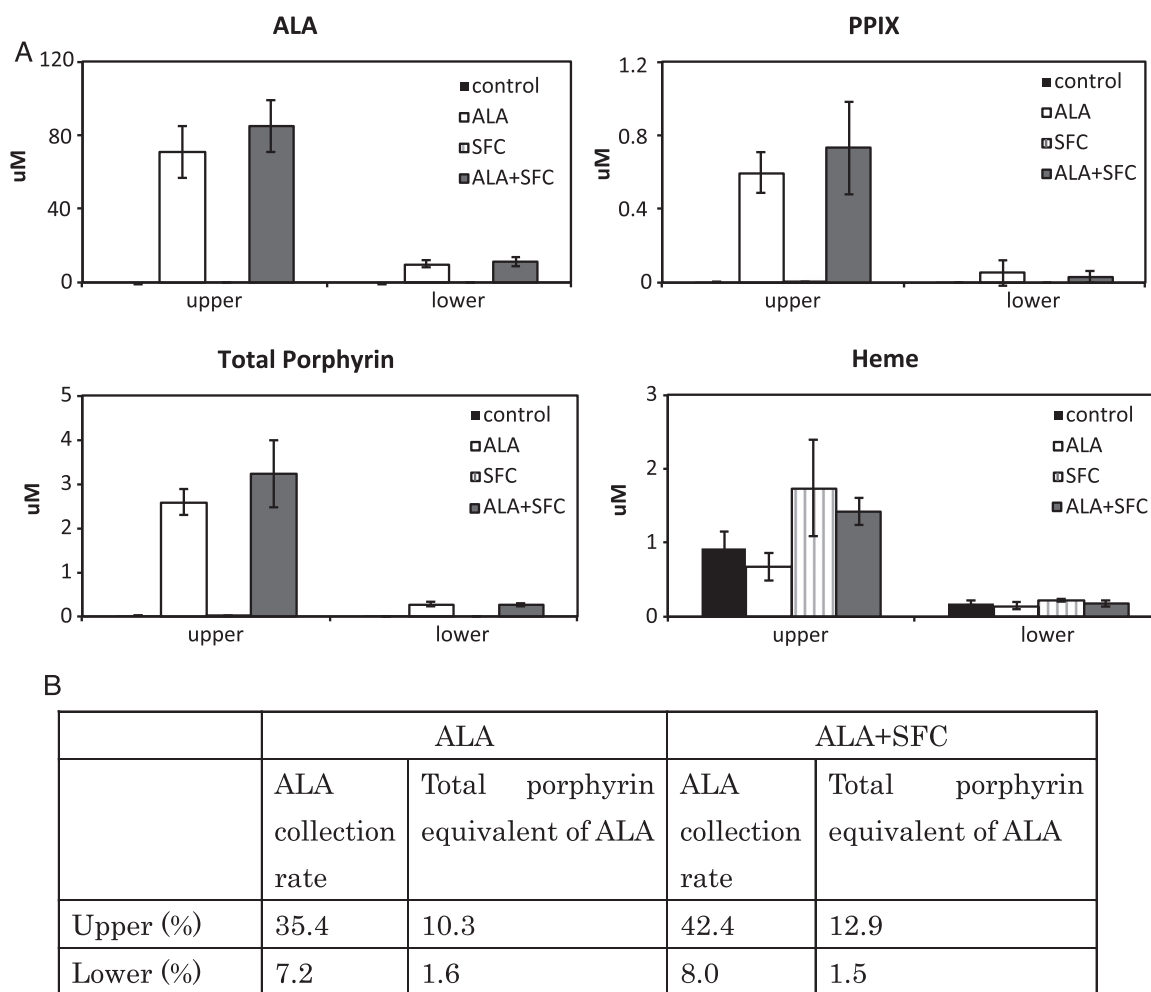 A
ALA
120
80
40
0
uM
control
ALA
SFC
ALA+SFC
upper lower
PPIX
1.2
0.8
0.4
0
uM
control
ALA
SFC
ALA+SFC
upper lower
Total Porphyrin
5
4
3
2
1
0
uM
control
ALA
SFC
ALA+SFC
upper lower
Heme
3
2
1
0
uM
control
ALA
SFC
ALA+SFC
upper lower
B
ALA ALA+SFC
ALA collection rate
Total porphyrin equivalent of ALA
ALA collection rate
Total porphyrin equivalent of ALA
Upper (%) 35.4 10.3 42.4 12.9
Lower (%) 7.2 1.6 8.0 1.5